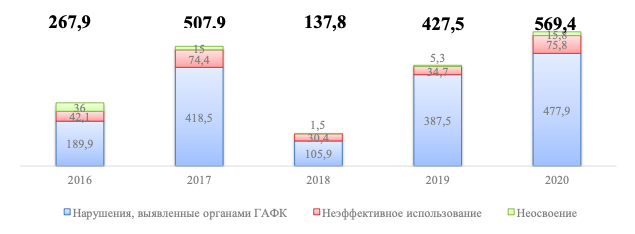 267,9 507,9 137,8 427,5 569,4
36 42,1 189,9
15 74,4 418,5
1,5 30,4 105,9
5,3 34,7 387,5
15,8 75,8 477,9
2016 2017 2018 2019 2020
Нарушения, выявленные органами ГАФК Неэффективное использование Неосвоение